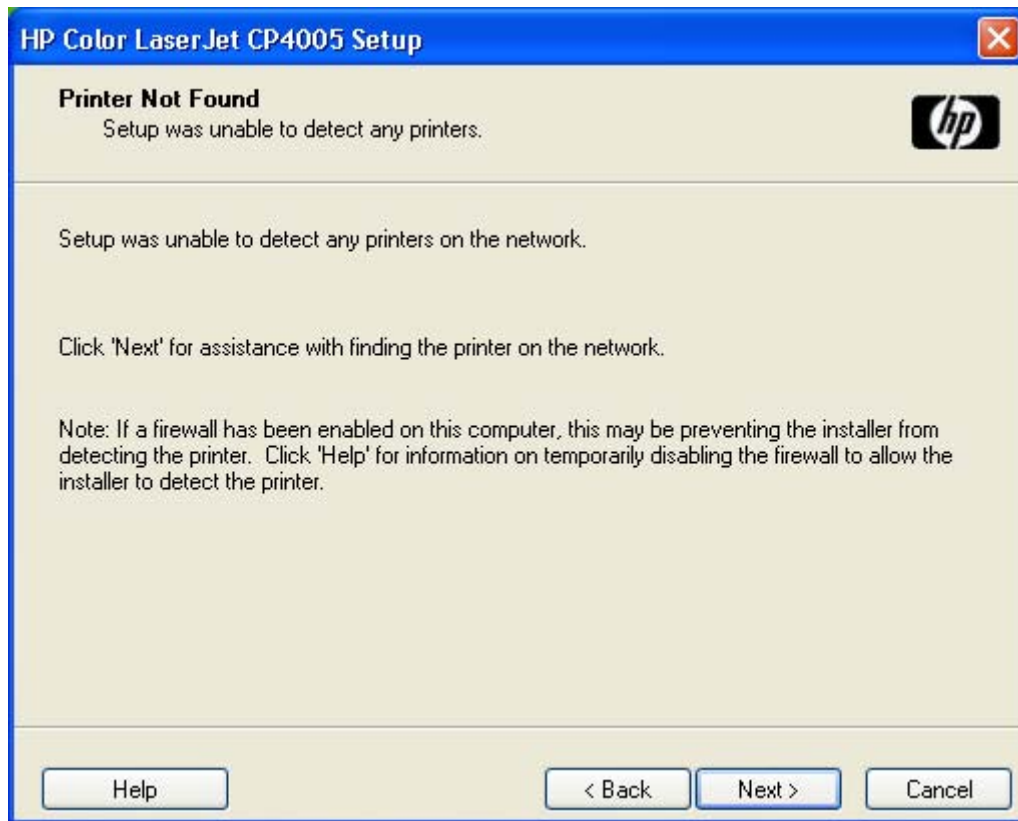 HP Color LaserJet CP4005 Setup
Printer Not Found
Setup was unable to detect any printers.
hp
Setup was unable to detect any printers on the network.
Click 'Next' for assistance with finding the printer on the network.
Note: If a firewall has been enabled on this computer, this may be preventing the installer from
detecting the printer.  Click 'Help' for information on temporarily disabling the firewall to allow the
installer to detect the printer.
Help
< Back
Next >
Cancel